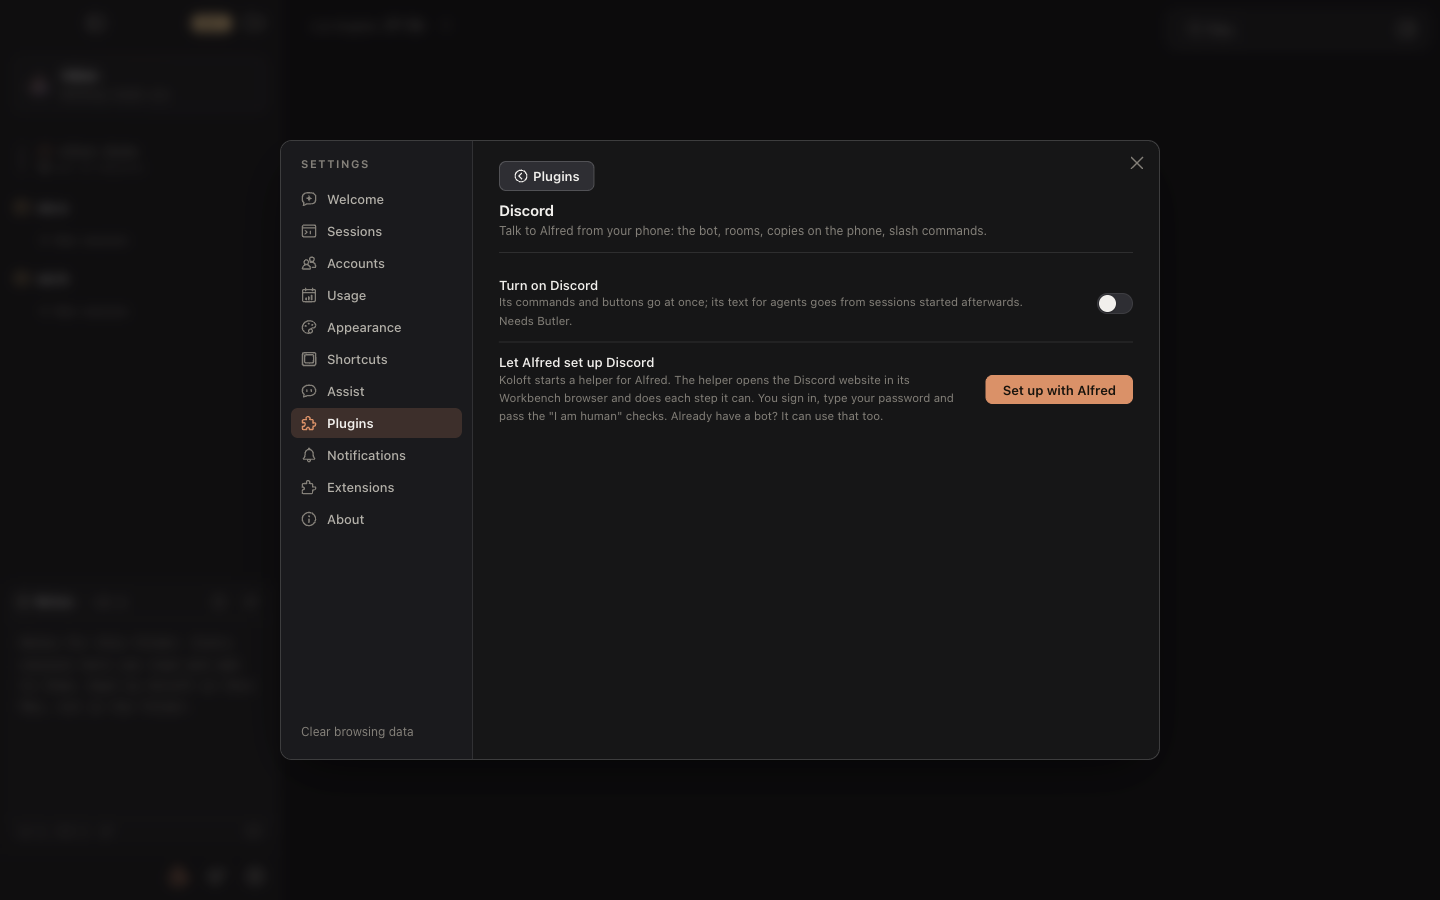 SETTINGS
Welcome
Sessions
Accounts
Usage
Appearance
Shortcuts
Assist
Plugins
Notifications
Extensions
About
Clear browsing data
Plugins
Discord
Talk to Alfred from your phone: the bot, rooms, copies on the phone, slash commands.
Turn on Discord
Its commands and buttons go at once; its text for agents goes from sessions started afterwards.
Needs Butler.
Let Alfred set up Discord
Koloft starts a helper for Alfred. The helper opens the Discord website in its
Workbench browser and does each step it can. You sign in, type your password and
pass the "I am human" checks. Already have a bot? It can use that too.
Set up with Alfred